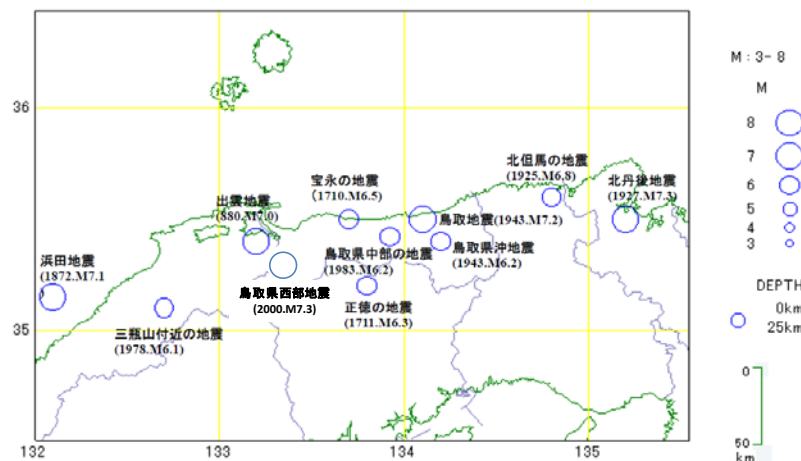 M：3-8
M
8
7
6
5
4
3
DEPTH
0km
25km
0
50
km
36
35
132
133
134
135
北但馬の地震
(1925.M6.8)
宝永の地震
(1710.M6.5)
北丹後地震
(1927.M7.3)
出雲地震
(880.M7.0)
鳥取地震(1943.M7.2)
鳥取県中部の地震
(1983.M6.2)
鳥取県沖地震
(1943.M6.2)
浜田地震
(1872.M7.1
鳥取県西部地震
(2000.M7.3)
正徳の地震
(1711.M6.3)
三瓶山付近の地震
(1978.M6.1)